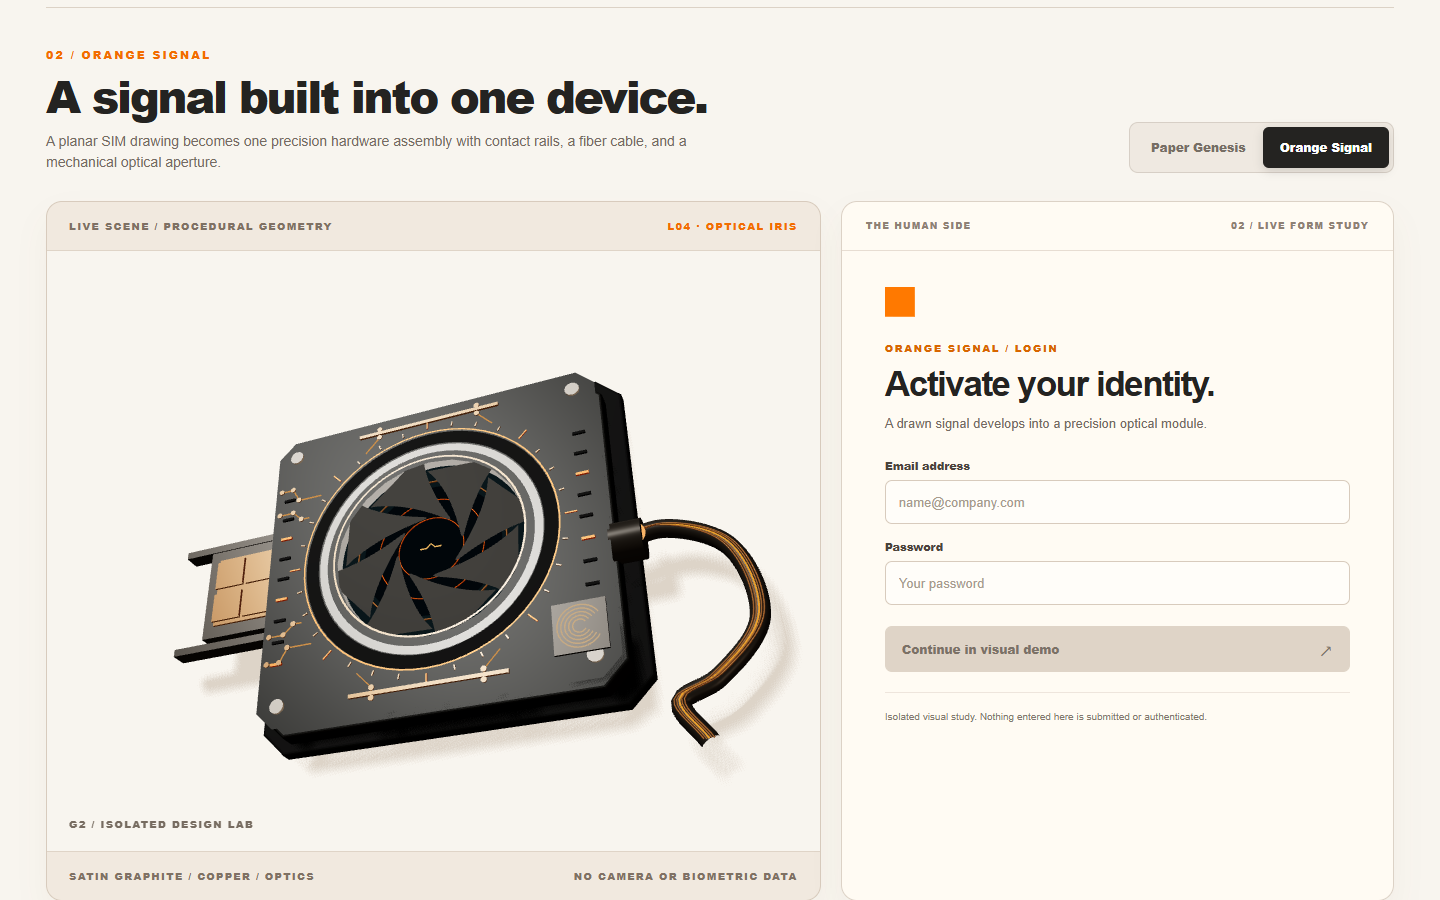 02 / ORANGE SIGNAL
A signal built into one device.
A planar SIM drawing becomes one precision hardware assembly with contact rails, a fiber cable, and a
mechanical optical aperture.
Paper Genesis
Orange Signal
LIVE SCENE / PROCEDURAL GEOMETRY
L04 · OPTICAL IRIS
G2 / ISOLATED DESIGN LAB
SATIN GRAPHITE / COPPER / OPTICS
NO CAMERA OR BIOMETRIC DATA
THE HUMAN SIDE
02 / LIVE FORM STUDY
ORANGE SIGNAL / LOGIN
Activate your identity.
A drawn signal develops into a precision optical module.
Email address
name@company.com
Password
Your password
Continue in visual demo ↗
Isolated visual study. Nothing entered here is submitted or authenticated.